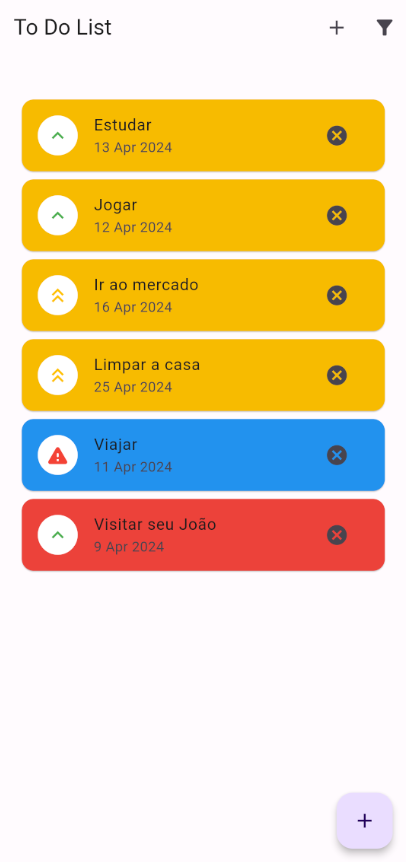 To Do List
Estudar
13 Apr 2024
Jogar
12 Apr 2024
Ir ao mercado
16 Apr 2024
Limpar a casa
25 Apr 2024
Viajar
11 Apr 2024
Visitar seu João
9 Apr 2024